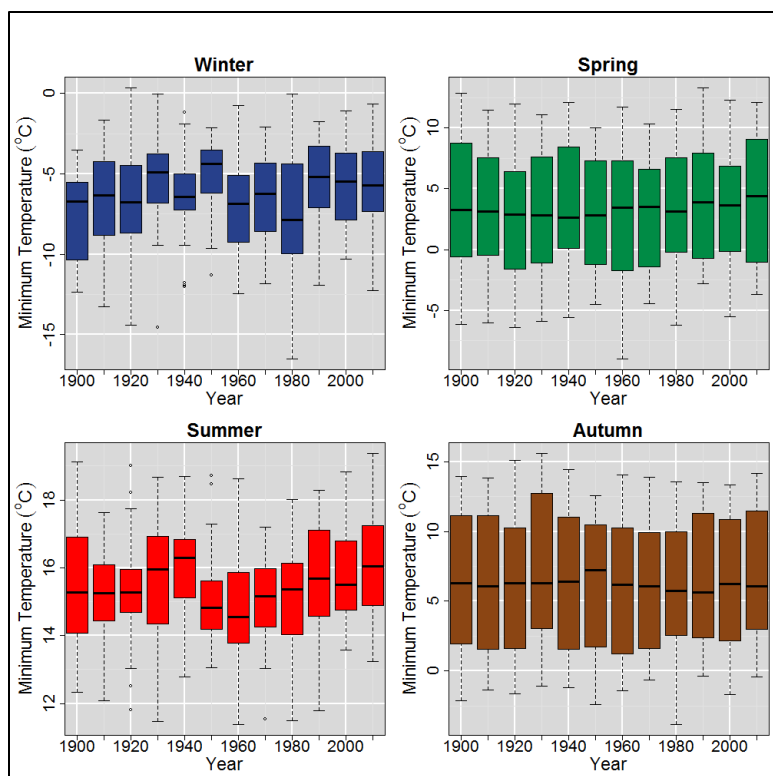 Winter
Minimum Temperature (°C)
0
-5
-10
-15
1900 1920 1940 1960 1980 2000
Year
Spring
Minimum Temperature (°C)
10
5
0
-5
1900 1920 1940 1960 1980 2000
Year
Summer
Minimum Temperature (°C)
18
16
14
12
1900 1920 1940 1960 1980 2000
Year
Autumn
Minimum Temperature (°C)
15
10
5
0
1900 1920 1940 1960 1980 2000
Year